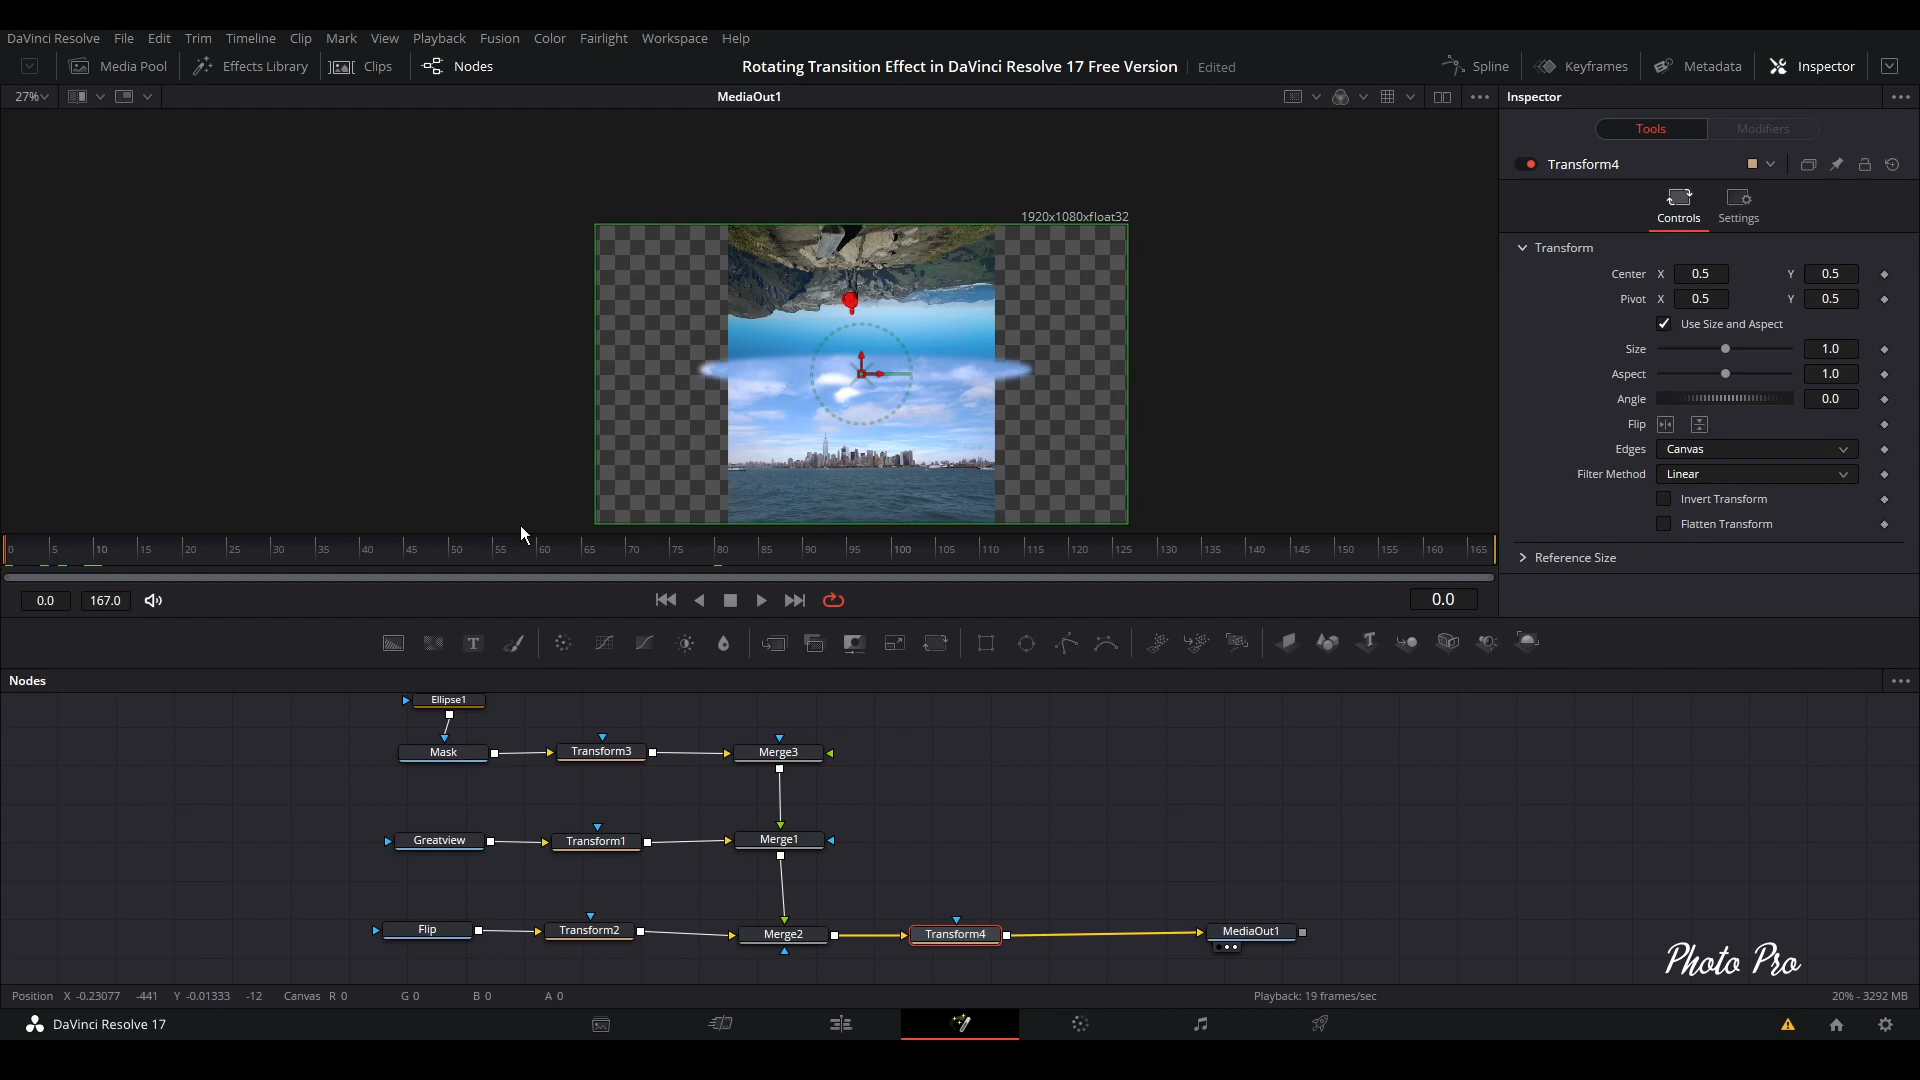 DaVinci Resolve File Edit Trim Timeline Clip Mark View Playback Fusion Color Fairlight Workspace Help
Media Pool Effects Library Clips Nodes Rotating Transition Effect in DaVinci Resolve 17 Free Version Edited Spline Keyframes Metadata Inspector
27% MediaOut1 Inspector
Tools Modifiers
Transform4
Controls Settings
1920x1080xfloat32
Transform
Center X 0.5 Y 0.5
Pivot X 0.5 Y 0.5
Use Size and Aspect
Size 1.0
Aspect 1.0
Angle 0.0
Flip
Edges Canvas
Filter Method Linear
Invert Transform
Flatten Transform
Reference Size
0 5 10 15 20 25 30 35 40 45 50 55 60 65 70 75 80 85 90 95 100 105 110 115 120 125 130 135 140 145 150 155 160 165
0.0 167.0 0.0
Nodes
Ellipse1
Mask Transform3 Merge3
Greatview Transform1 Merge1
Flip Transform2 Merge2 Transform4 MediaOut1
Photo Pro
Position X -0.23077 -441 Y -0.01333 -12 Canvas R 0 G 0 B 0 A 0 Playback: 19 frames/sec 20% - 3292 MB
DaVinci Resolve 17